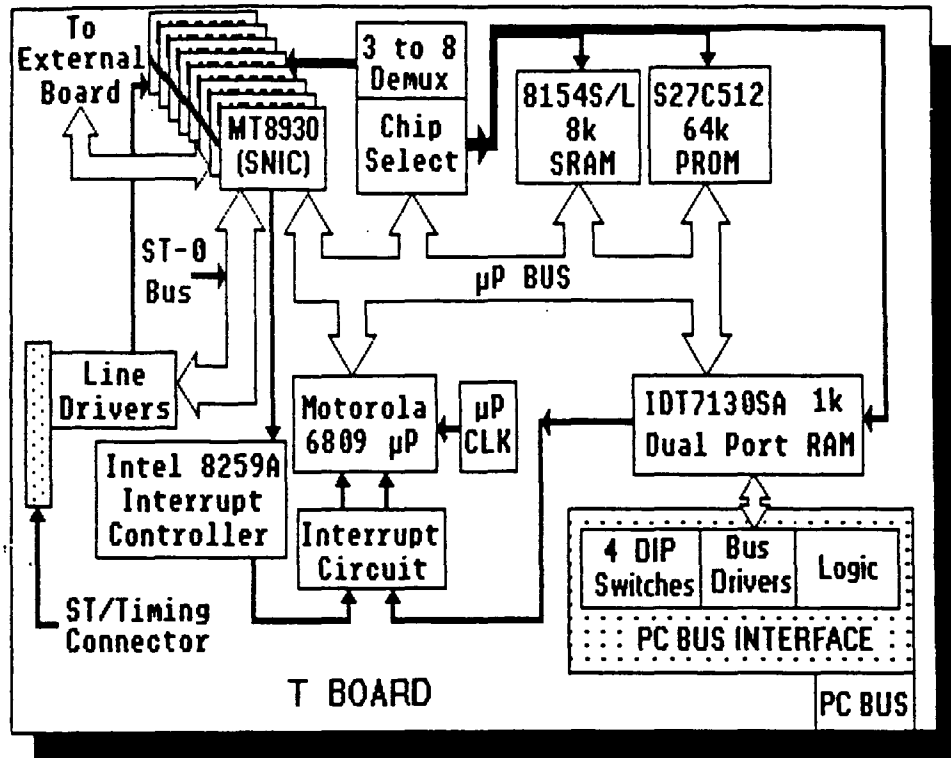 To
External
Board
MT8930
(SNIC)
3 to 8
Demux
Chip
Select
8154S/L
8k
SRAM
S27C512
64k
PROM
ST-0
Bus
µP BUS
Line
Drivers
Motorola
6809 µP
µP
CLK
IDT7130SA 1k
Dual Port RAM
Intel 8259A
Interrupt
Controller
Interrupt
Circuit
4 DIP
Switches
Bus
Drivers
Logic
PC BUS INTERFACE
ST/Timing
Connector
T BOARD
PC BUS